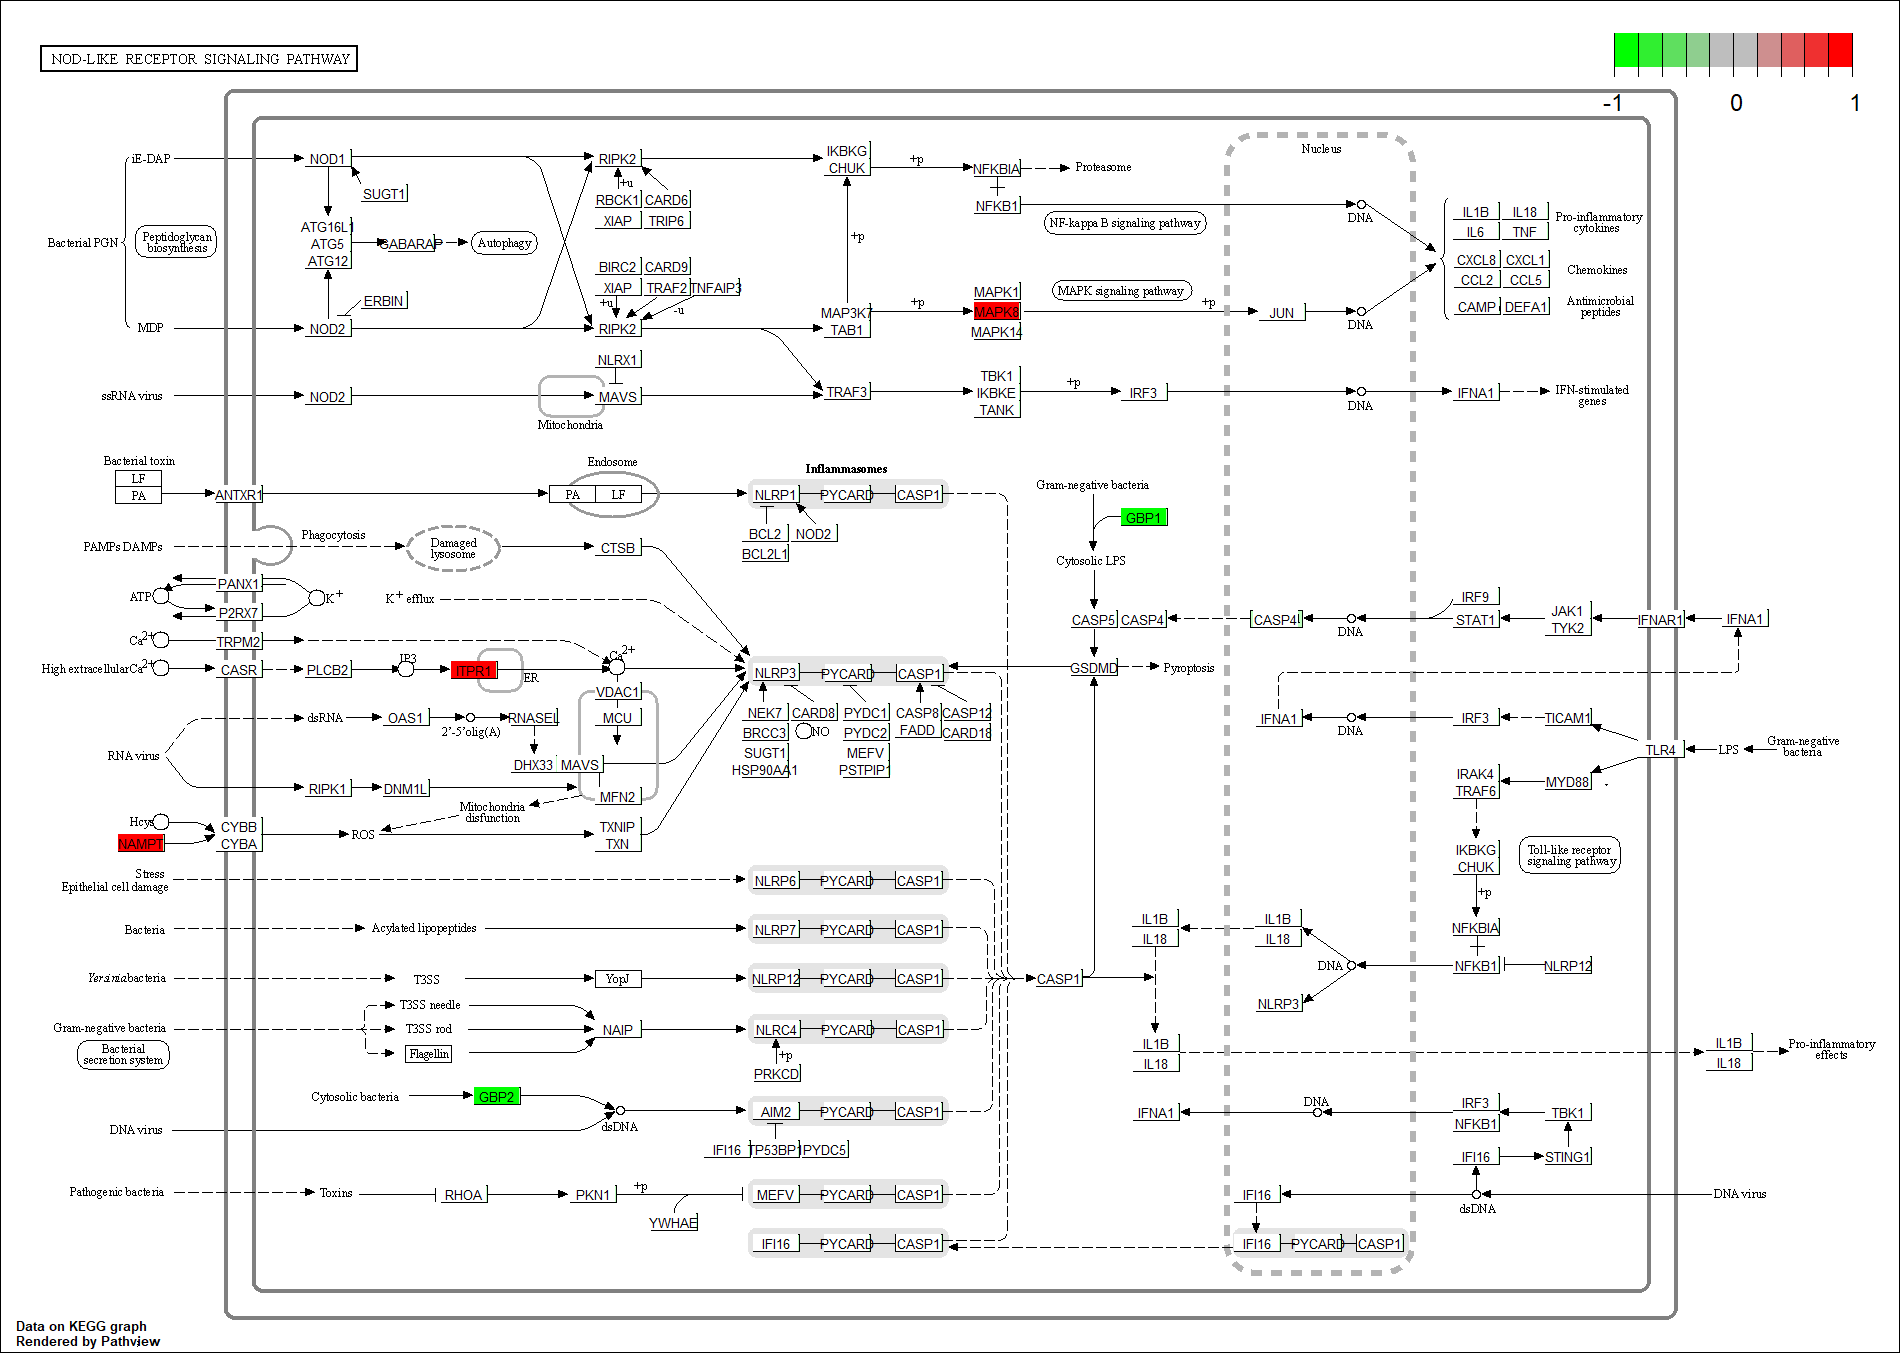 NOD-LIKE RECEPTOR SIGNALING PATHWAY
-1 0 1
Nucleus
iE-DAP
NOD1
SUGT1
ATG16L1
ATG5
ATG12
GABARAP
Autophagy
Bacterial PGN
Peptidoglycan
biosynthesis
ERBIN
MDP
NOD2
RIPK2
+u
RBCK1 CARD6
XIAP TRIP6
BIRC2 CARD9
XIAP TRAF2 TNFAIP3
+u
-u
RIPK2
IKBKG
CHUK
+p
+p
NFKBIA
Proteasome
NFKB1
NF-kappa B signaling pathway
DNA
MAP3K7
TAB1
+p
MAPK1
MAPK8
MAPK14
MAPK signaling pathway
+p
JUN
DNA
IL1B IL18
IL6 TNF
Pro-inflammatory
cytokines
CXCL8 CXCL1
CCL2 CCL5
Chemokines
CAMP DEFA1
Antimicrobial
peptides
ssRNA virus
NOD2
NLRX1
MAVS
Mitochondria
TRAF3
TBK1
IKBKE
TANK
+p
IRF3
DNA
IFNA1
IFN-stimulated
genes
Bacterial toxin
LF
PA
ANTXR1
Endosome
PA LF
Inflammasomes
NLRP1 PYCARD CASP1
BCL2 NOD2
BCL2L1
Gram-negative bacteria
GBP1
Cytosolic LPS
PAMPs DAMPs
Phagocytosis
Damaged
lysosome
CTSB
PANX1
ATP
K+
P2RX7
K+ efflux
Ca2+
TRPM2
High extracellular Ca2+
CASR
PLCB2
IP3
ITPR1
ER
Ca2+
VDAC1
MCU
NLRP3 PYCARD CASP1
NEK7 CARD8 PYDC1 CASP8 CASP12
BRCC3 NO PYDC2 FADD CARD18
SUGT1 MEFV
HSP90AA1 PSTPIP1
CASP5 CASP4
GSDMD
Pyroptosis
CASP4
DNA
IRF9
STAT1
JAK1
TYK2
IFNAR1
IFNA1
IFNA1
DNA
IRF3
TICAM1
TLR4
LPS
Gram-negative
bacteria
IRAK4
TRAF6
MYD88
IKBKG
CHUK
+p
NFKBIA
NFKB1
NLRP12
Toll-like receptor
signaling pathway
RNA virus
dsRNA
OAS1
2'-5'olig(A)
RNASEL
DHX33 MAVS
RIPK1
DNM1L
MFN2
Mitochondria
disfunction
Hcys
NAMPT
CYBB
CYBA
ROS
TXNIP
TXN
Stress
Epithelial cell damage
NLRP6 PYCARD CASP1
Bacteria
Acylated lipopeptides
NLRP7 PYCARD CASP1
Yersinia bacteria
T3SS
YopJ
NLRP12 PYCARD CASP1
CASP1
IL1B
IL18
IL1B
IL18
DNA
NLRP3
Gram-negative bacteria
Bacterial
secretion system
T3SS needle
T3SS rod
Flagellin
NAIP
NLRC4 PYCARD CASP1
+p
PRKCD
IL1B
IL18
IL1B
IL18
Pro-inflammatory
effects
Cytosolic bacteria
GBP2
DNA virus
dsDNA
AIM2 PYCARD CASP1
IFI16 TP53BP1 PYDC5
IFNA1
DNA
IRF3
NFKB1
TBK1
IFI16
STING1
dsDNA
DNA virus
Pathogenic bacteria
Toxins
RHOA
PKN1
+p
YWHAE
MEFV PYCARD CASP1
IFI16
IFI16 PYCARD CASP1
IFI16 PYCARD CASP1
Data on KEGG graph
Rendered by Pathview